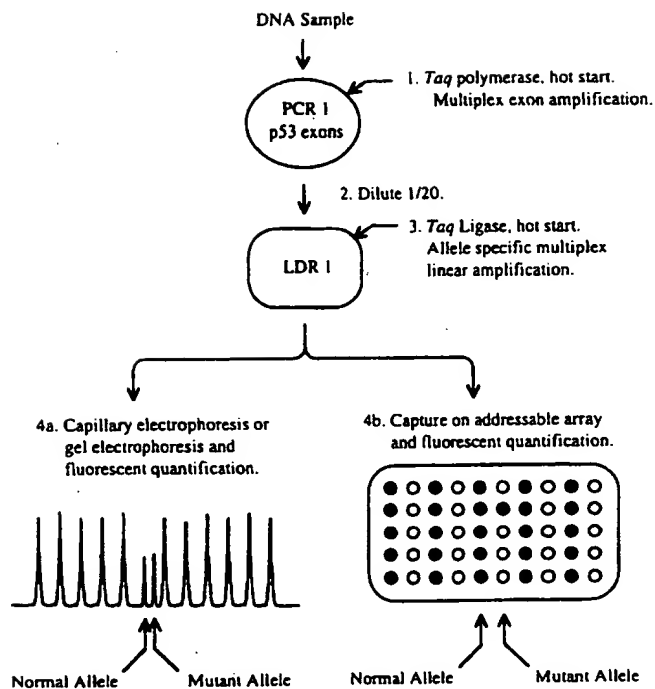 DNA Sample
1. Taq polymerase, hot start.
Multiplex exon amplification.
PCR 1
p53 exons
2. Dilute 1/20.
3. Taq Ligase, hot start.
Allele specific multiplex
linear amplification.
LDR 1
4a. Capillary electrophoresis or
gel electrophoresis and
fluorescent quantification.
4b. Capture on addressable array
and fluorescent quantification.
Normal Allele
Mutant Allele
Normal Allele
Mutant Allele